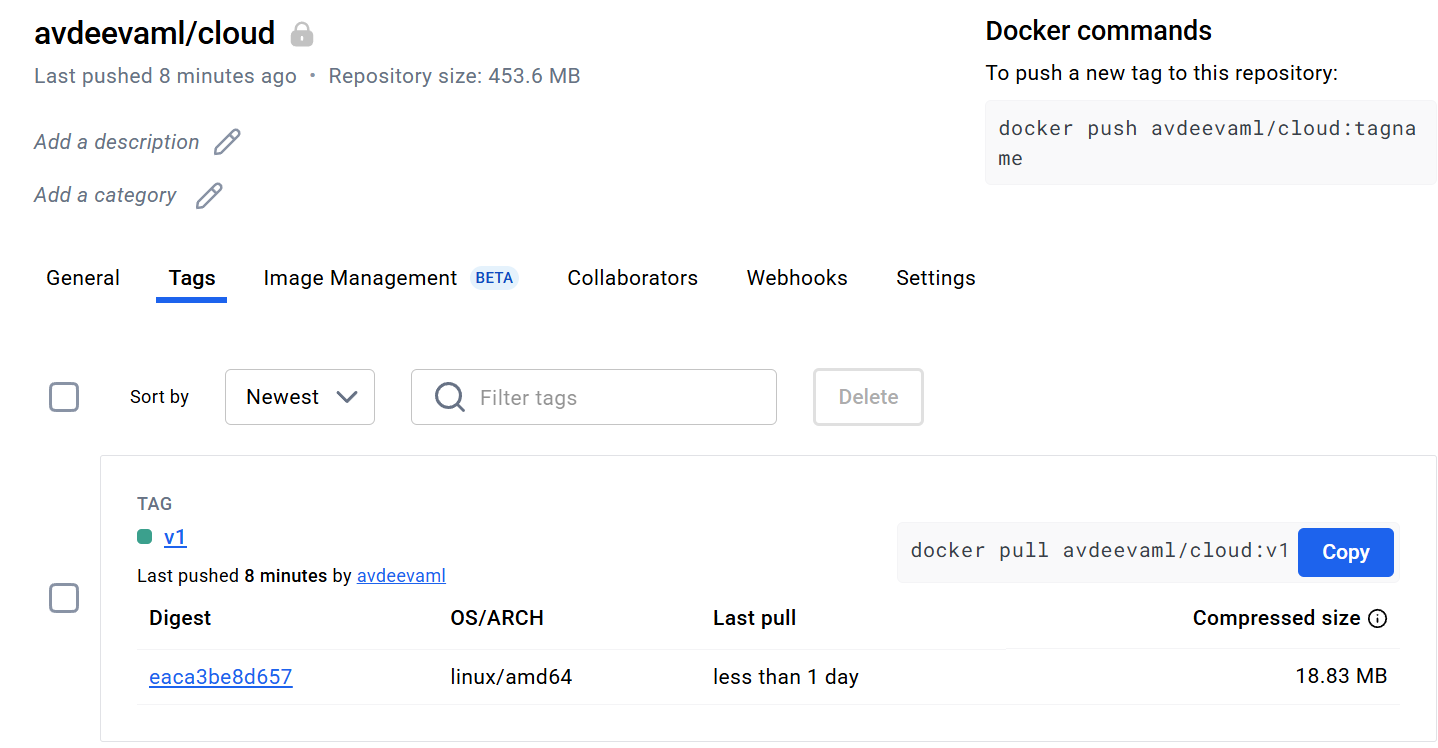 avdeevaml/cloud
Last pushed 8 minutes ago • Repository size: 453.6 MB
Add a description
Add a category
Docker commands
To push a new tag to this repository:
docker push avdeevaml/cloud:tagna
me
General Tags Image Management BETA Collaborators Webhooks Settings
Sort by Newest Filter tags Delete
TAG
v1
Last pushed 8 minutes by avdeevaml
docker pull avdeevaml/cloud:v1 Copy
Digest OS/ARCH Last pull Compressed size
eaca3be8d657 linux/amd64 less than 1 day 18.83 MB